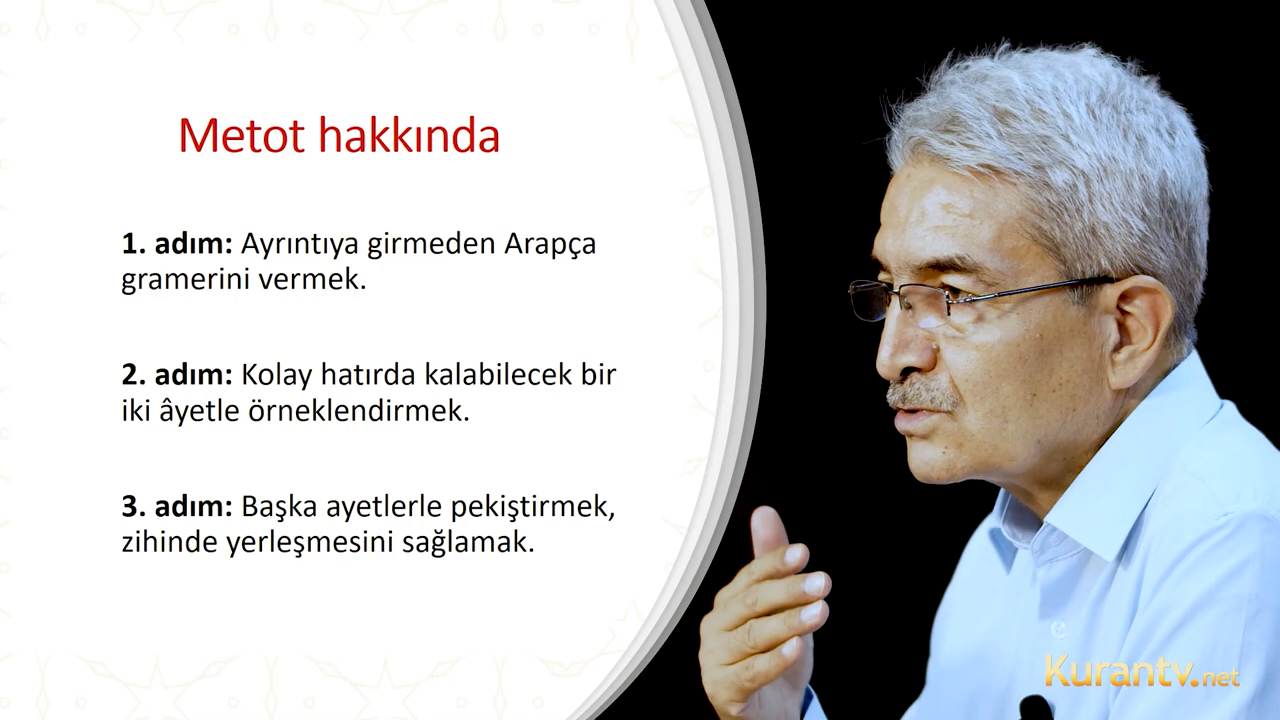 Metot hakkında
1. adım: Ayrıntıya girmeden Arapça
gramerini vermek.
2. adım: Kolay hatırda kalabilecek bir
iki âyetle örneklendirmek.
3. adım: Başka ayetlerle pekiştirmek,
zihinde yerleşmesini sağlamak.
Kurantv.net